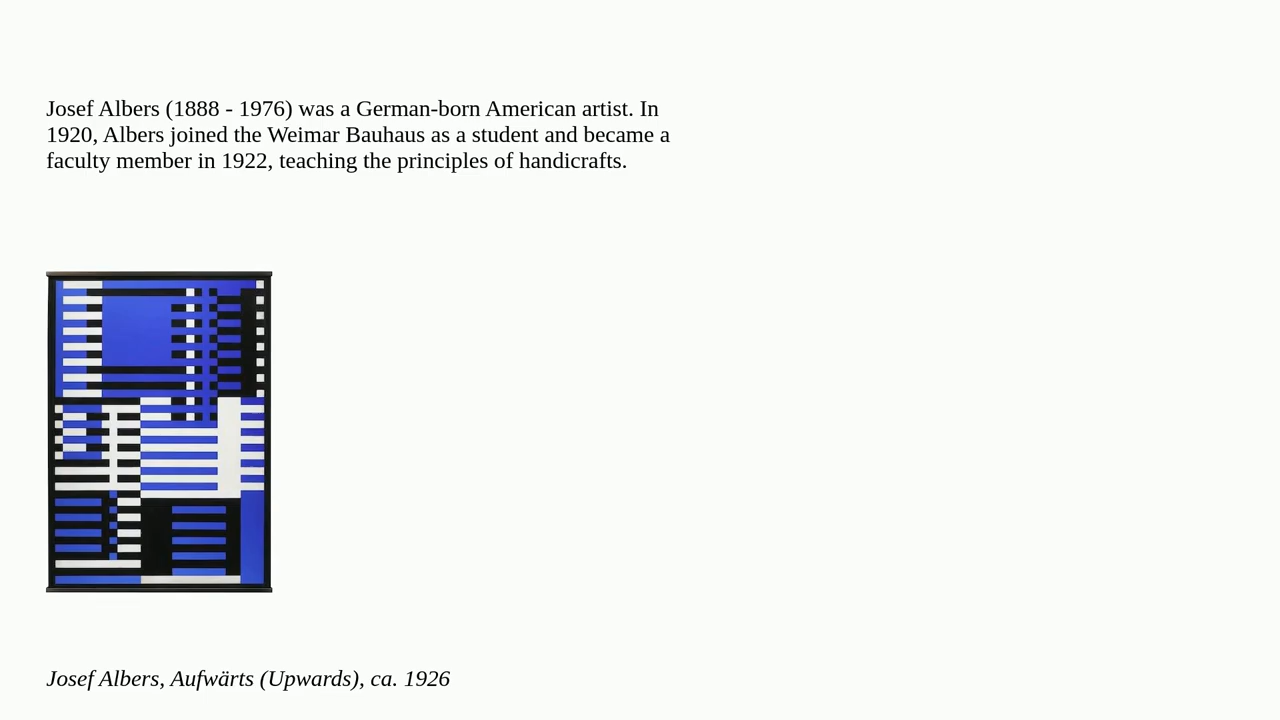 Josef Albers (1888 - 1976) was a German-born American artist. In
1920, Albers joined the Weimar Bauhaus as a student and became a
faculty member in 1922, teaching the principles of handicrafts.
Josef Albers, Aufwärts (Upwards), ca. 1926